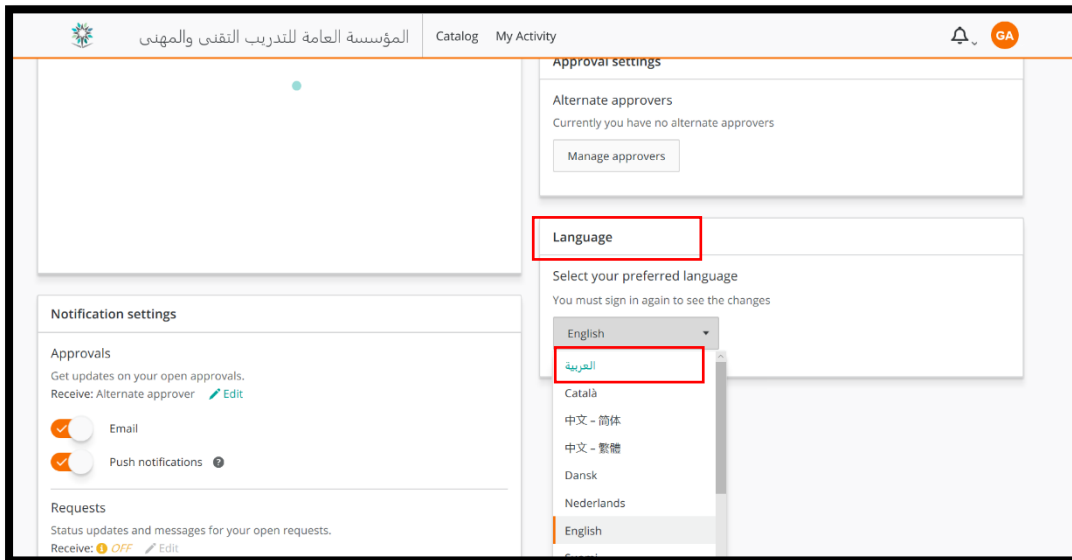 المؤسسة العامة للتدريب التقني والمهني
Catalog My Activity
GA
Approval settings
Alternate approvers
Currently you have no alternate approvers
Manage approvers
Language
Select your preferred language
You must sign in again to see the changes
English
العربية
Català
中文 – 简体
中文 – 繁體
Dansk
Nederlands
English
Suomi
Notification settings
Approvals
Get updates on your open approvals.
Receive: Alternate approver Edit
Email
Push notifications ?
Requests
Status updates and messages for your open requests.
Receive: OFF Edit